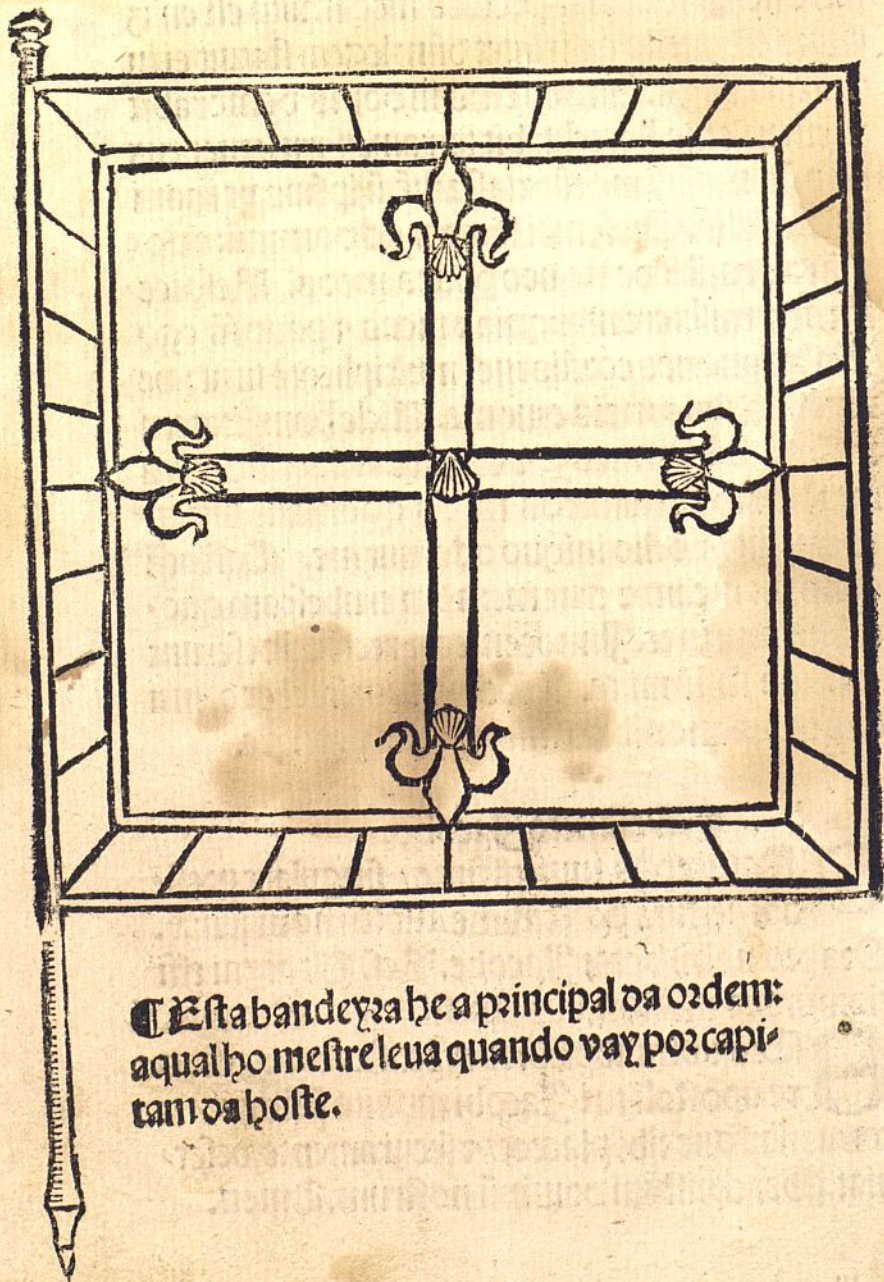 ¶ Esta bandeyra he a principal da ordem:
aqual ho mestre leua quando vay por capi-
tam da hoste.